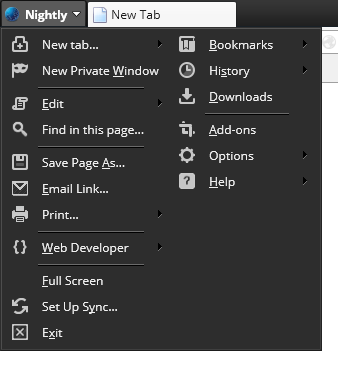 Nightly
New Tab
New tab...
New Private Window
Edit
Find in this page...
Save Page As...
Email Link...
Print...
Web Developer
Full Screen
Set Up Sync...
Exit
Bookmarks
History
Downloads
Add-ons
Options
Help